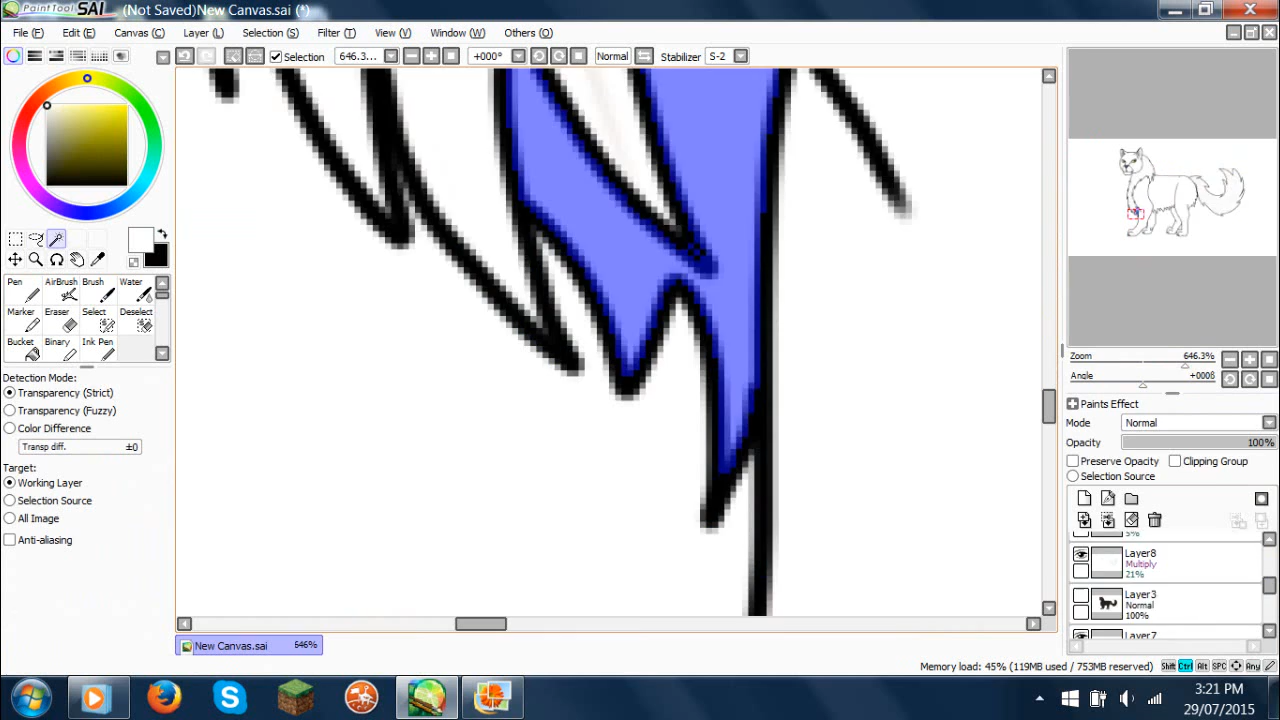 PaintTool SAI (Not Saved)New Canvas.sai (*)
File (F) Edit (E) Canvas (C) Layer (L) Selection (S) Filter (T) View (V) Window (W) Others (O)
Selection 646.3... +000° Normal Stabilizer S-2
Pen AirBrush Brush Water
Marker Eraser Select Deselect
Bucket Binary Ink Pen
Detection Mode:
Transparency (Strict)
Transparency (Fuzzy)
Color Difference
Transp diff. ±0
Target:
Working Layer
Selection Source
All Image
Anti-aliasing
Zoom 646.3%
Angle +000ß
Paints Effect
Mode Normal
Opacity 100%
Preserve Opacity Clipping Group
Selection Source
5%
Layer8
Multiply
21%
Layer3
Normal
100%
Layer7
New Canvas.sai 646%
Memory load: 45% (119MB used / 753MB reserved) Shift Ctrl Alt SPC Any
3:21 PM
29/07/2015